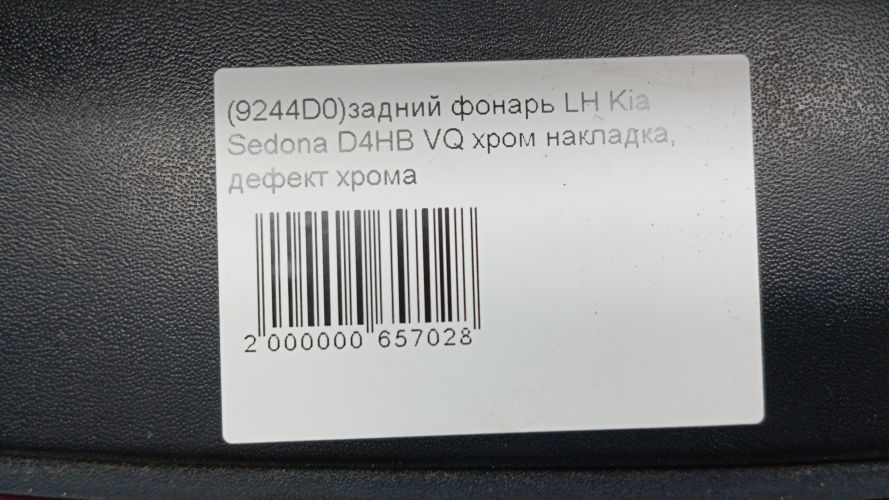 (9244D0)задний фонарь LH Kia
Sedona D4HB VQ хром накладка,
дефект хрома
2 000000 657028